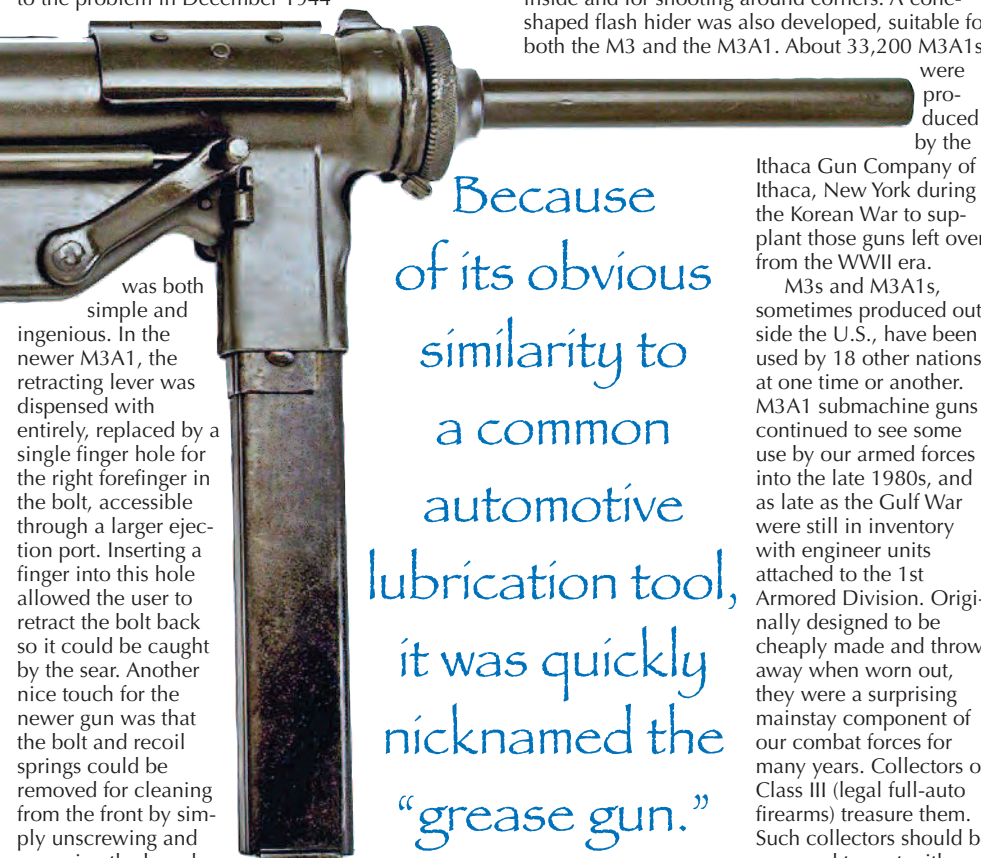 to the problem in December 1944
was both
simple and
ingenious. In the
newer M3A1, the
retracting lever was
dispensed with
entirely, replaced by a
single finger hole for
the right forefinger in
the bolt, accessible
through a larger ejec-
tion port. Inserting a
finger into this hole
allowed the user to
retract the bolt back
so it could be caught
by the sear. Another
nice touch for the
newer gun was that
the bolt and recoil
springs could be
removed for cleaning
from the front by sim-
ply unscrewing and
Because
of its obvious
similarity to
a common
automotive
lubrication tool,
it was quickly
nicknamed the
“grease gun.”
inside and for shooting around corners. A cone-
shaped flash hider was also developed, suitable fo
both the M3 and the M3A1. About 33,200 M3A1s
were
pro-
duced
by the
Ithaca Gun Company of
Ithaca, New York during
the Korean War to sup-
plant those guns left over
from the WWII era.
M3s and M3A1s,
sometimes produced out
side the U.S., have been
used by 18 other nations
at one time or another.
M3A1 submachine guns
continued to see some
use by our armed forces
into the late 1980s, and
as late as the Gulf War
were still in inventory
with engineer units
attached to the 1st
Armored Division. Origi-
nally designed to be
cheaply made and throw
away when worn out,
they were a surprising
mainstay component of
our combat forces for
many years. Collectors o
Class III (legal full-auto
firearms) treasure them.
Such collectors should b